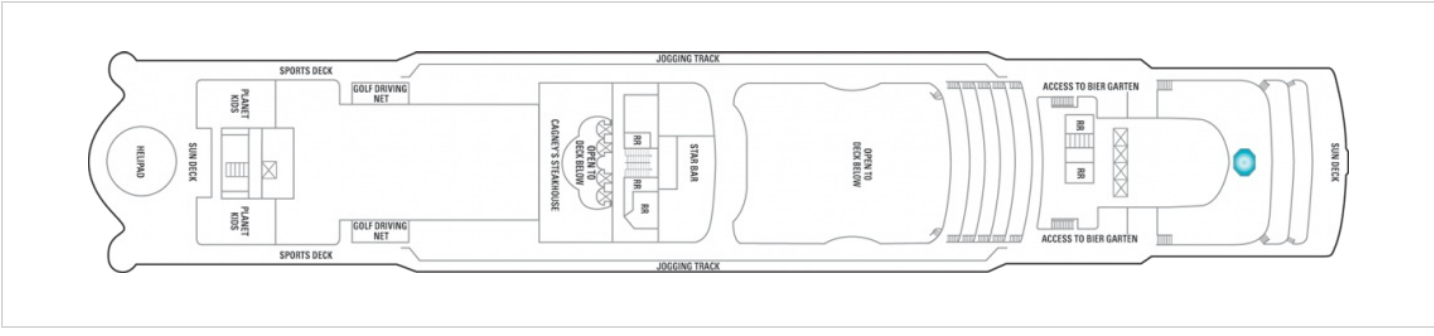 JOGGING TRACK
SPORTS DECK
GOLF DRIVING
NET
PLANET
KIDS
ACCESS TO BIER GARTEN
HELIPAD
SUN DECK
CAGNEY'S STEAKHOUSE
OPEN TO
DECK BELOW
RR
RR
RR
STAR BAR
OPEN TO
DECK BELOW
RR
RR
SUN DECK
PLANET
KIDS
GOLF DRIVING
NET
SPORTS DECK
ACCESS TO BIER GARTEN
JOGGING TRACK